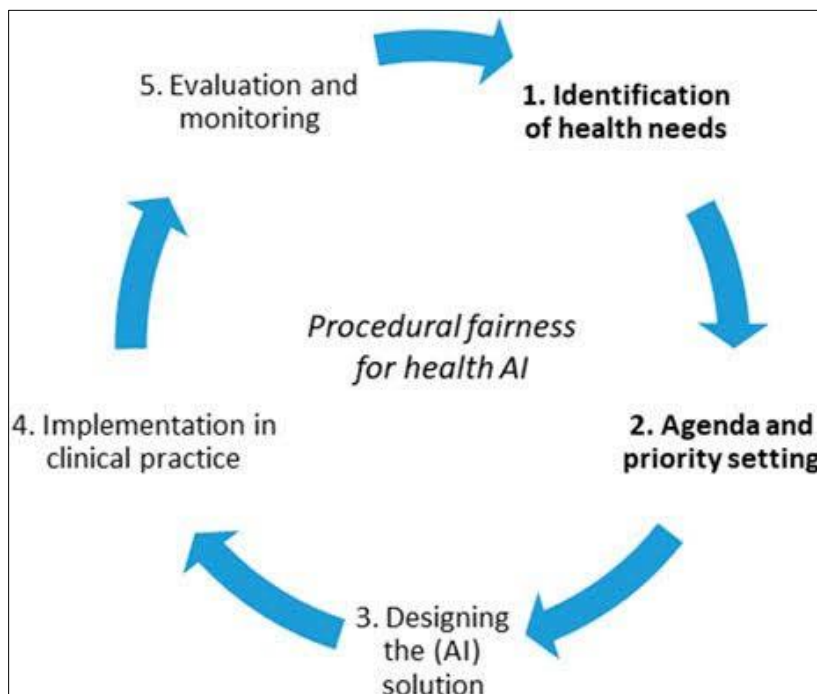 1. Identification
of health needs
2. Agenda and
priority setting
3. Designing
the (AI)
solution
4. Implementation in
clinical practice
5. Evaluation and
monitoring
Procedural fairness
for health AI